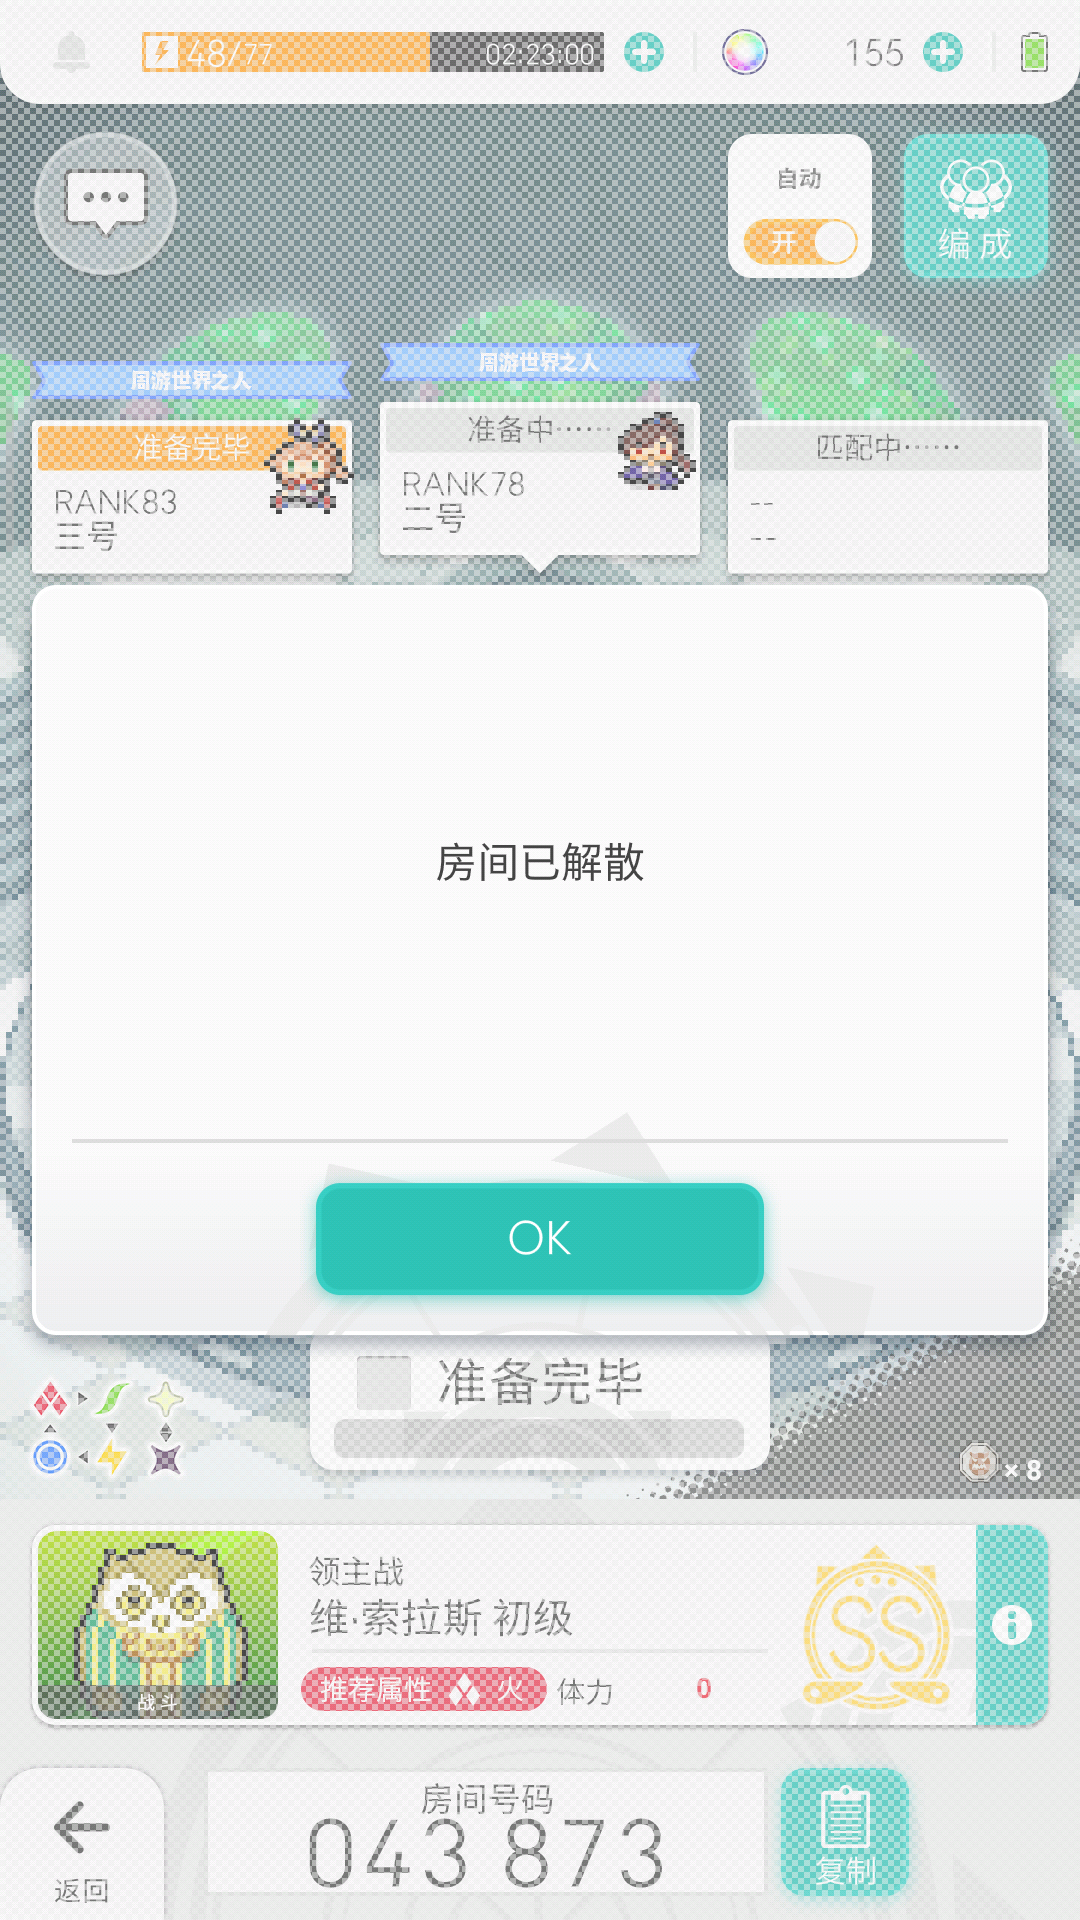 48/77 02:23:00 155
自动
开
编成
周游世界之人
准备完毕
RANK83
三号
周游世界之人
准备中……
RANK78
二号
匹配中……
--
--
房间已解散
OK
准备完毕
×8
领主战
维·索拉斯 初级
推荐属性 火 体力 0
战斗
SS
返回
房间号码
043 873
复制